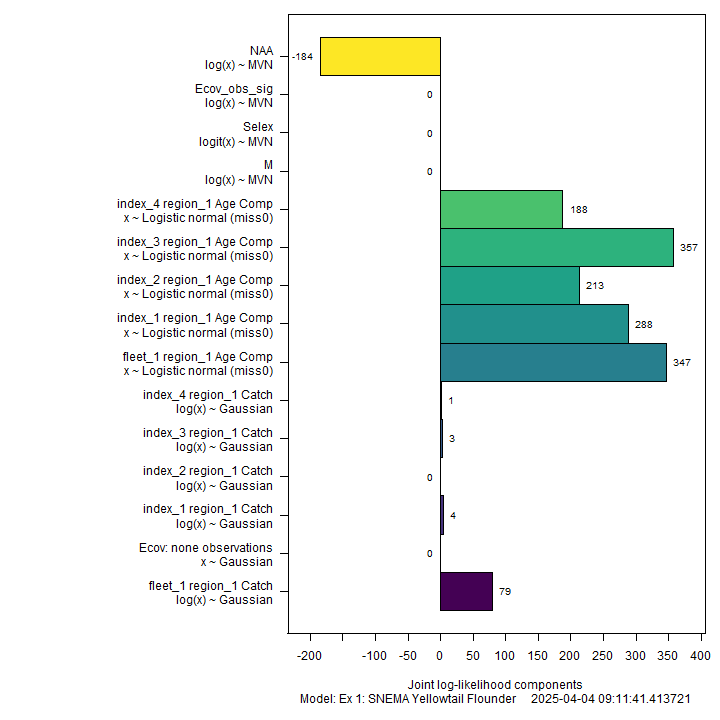 NAA
log(x) ~ MVN
-184
Ecov_obs_sig
log(x) ~ MVN
0
Selex
logit(x) ~ MVN
0
M
log(x) ~ MVN
0
index_4 region_1 Age Comp
x ~ Logistic normal (miss0)
188
index_3 region_1 Age Comp
x ~ Logistic normal (miss0)
357
index_2 region_1 Age Comp
x ~ Logistic normal (miss0)
213
index_1 region_1 Age Comp
x ~ Logistic normal (miss0)
288
fleet_1 region_1 Age Comp
x ~ Logistic normal (miss0)
347
index_4 region_1 Catch
log(x) ~ Gaussian
1
index_3 region_1 Catch
log(x) ~ Gaussian
3
index_2 region_1 Catch
log(x) ~ Gaussian
0
index_1 region_1 Catch
log(x) ~ Gaussian
4
Ecov: none observations
x ~ Gaussian
0
fleet_1 region_1 Catch
log(x) ~ Gaussian
79
-200 -100 -50 0 50 100 150 200 250 300 350 400
Joint log-likelihood components
Model: Ex 1: SNEMA Yellowtail Flounder 2025-04-04 09:11:41.413721